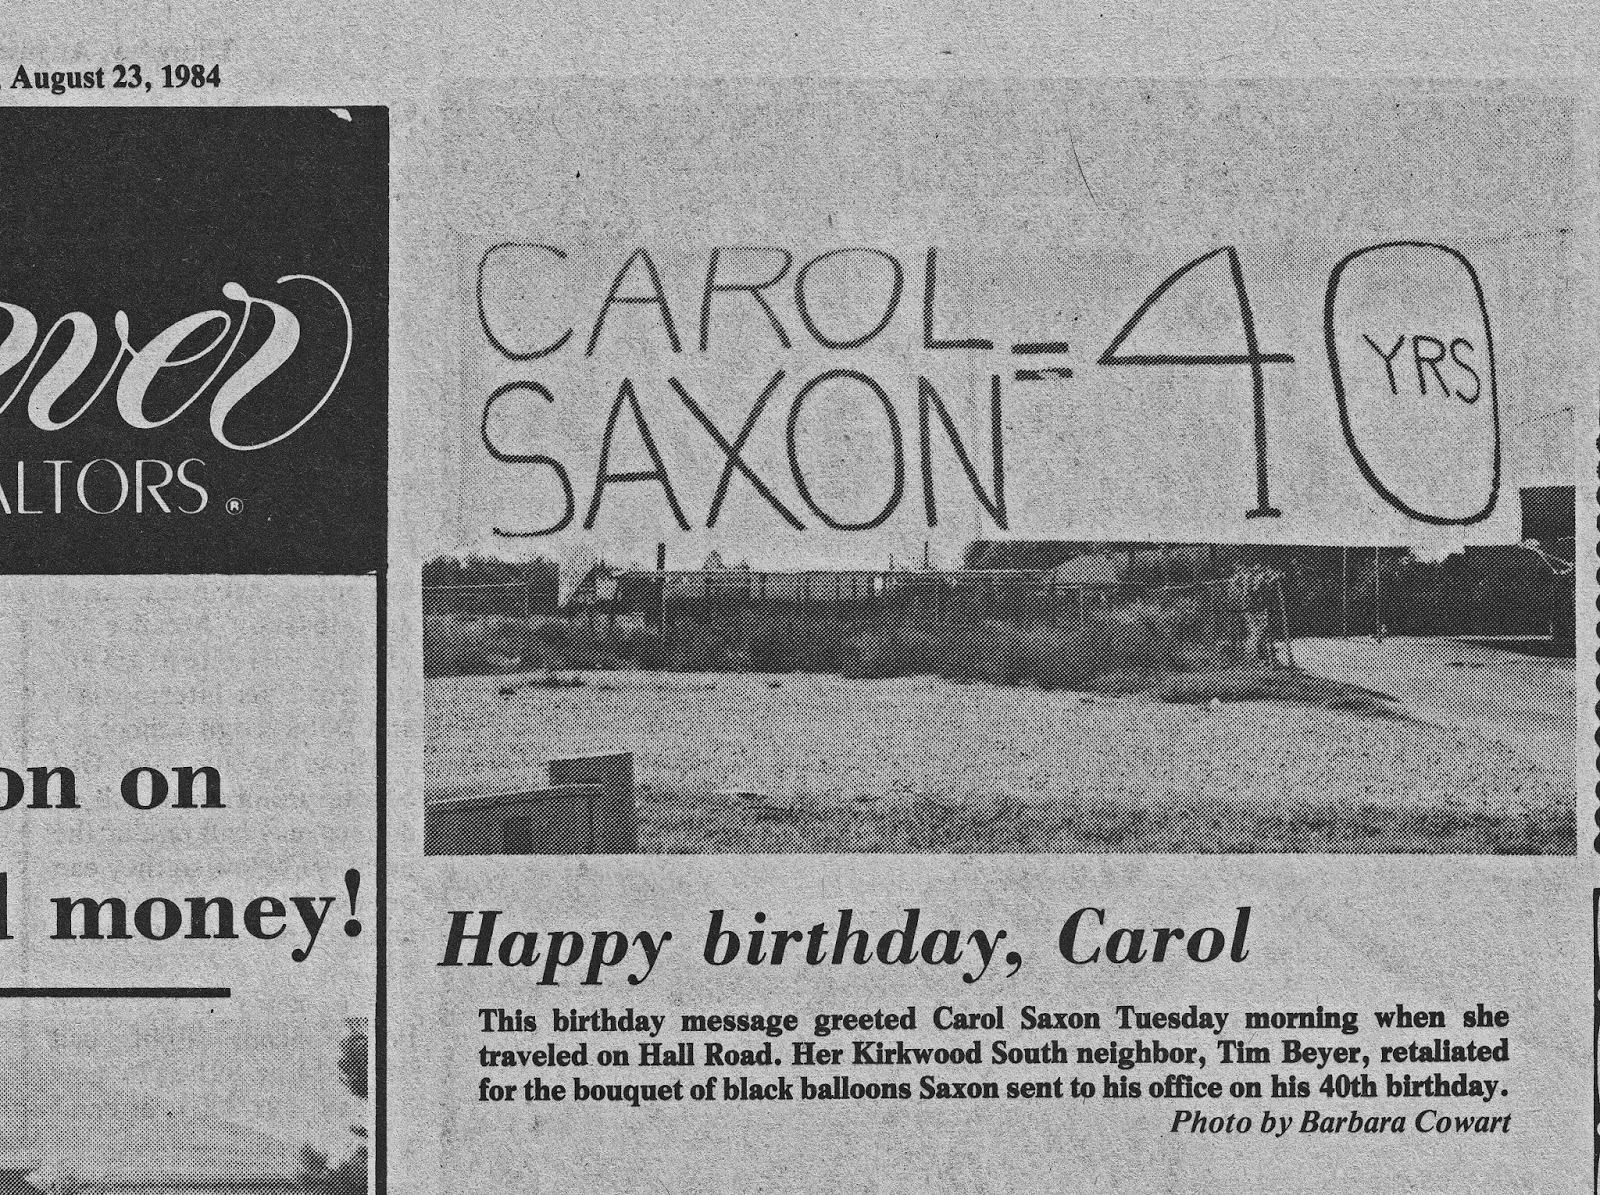 , August 23, 1984
ALTORS ®
on on
money!
CAROL
SAXON = 40
YRS
Happy birthday, Carol
This birthday message greeted Carol Saxon Tuesday morning when she
traveled on Hall Road. Her Kirkwood South neighbor, Tim Beyer, retaliated
for the bouquet of black balloons Saxon sent to his office on his 40th birthday.
Photo by Barbara Cowart